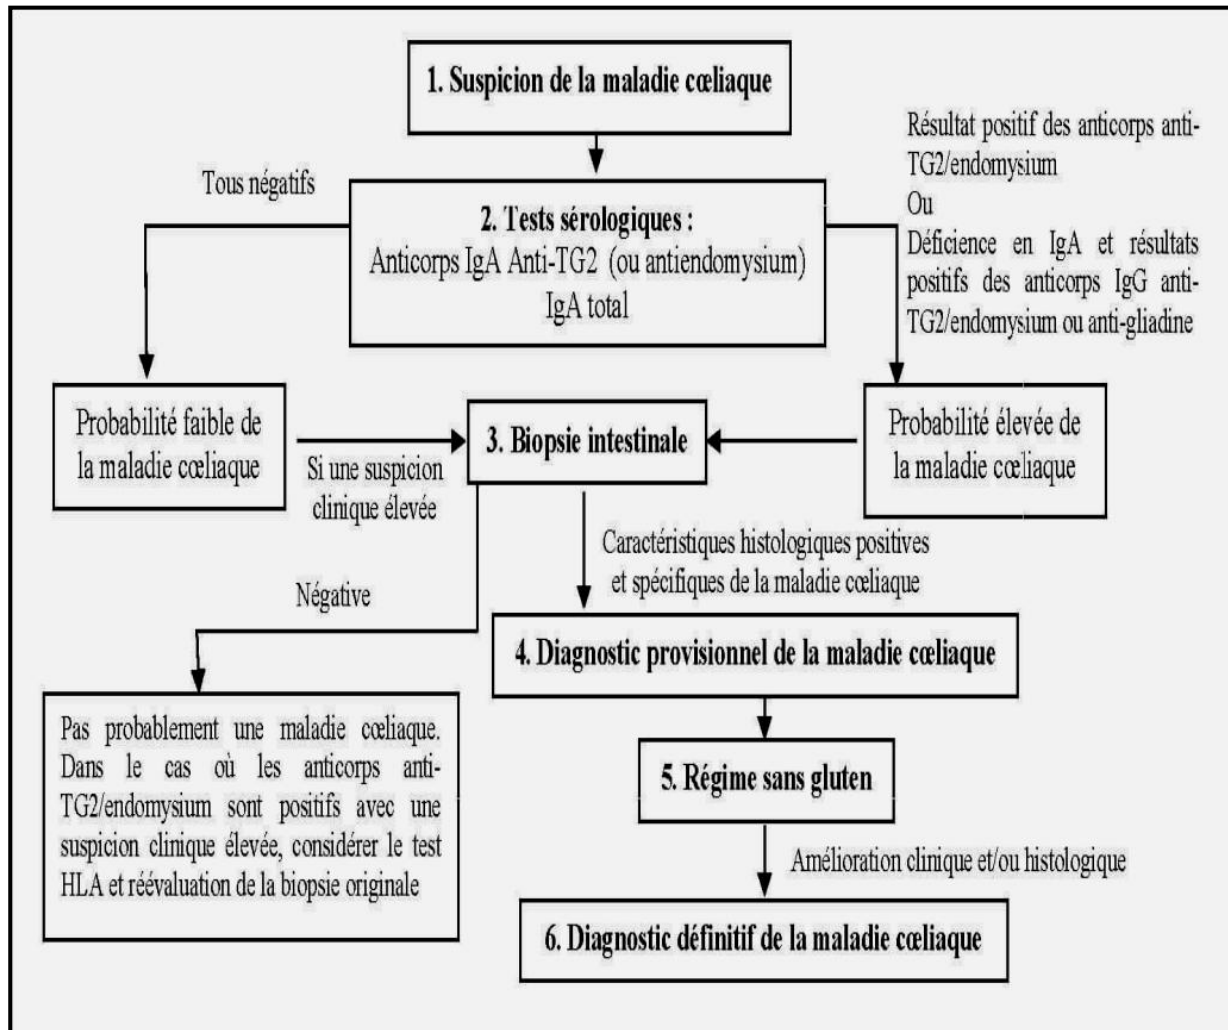 1. Suspicion de la maladie cœliaque
Tous négatifs
Résultat positif des anticorps anti-
TG2/endomysium
Ou
Déficience en IgA et résultats
positifs des anticorps IgG anti-
TG2/endomysium ou anti-gliadine
2. Tests sérologiques :
Anticorps IgA Anti-TG2 (ou antiendomysium)
IgA total
Probabilité faible de
la maladie cœliaque
Si une suspicion
clinique élevée
3. Biopsie intestinale
Probabilité élevée de
la maladie cœliaque
Caractéristiques histologiques positives
et spécifiques de la maladie cœliaque
Négative
4. Diagnostic provisionnel de la maladie cœliaque
Pas probablement une maladie cœliaque.
Dans le cas où les anticorps anti-
TG2/endomysium sont positifs avec une
suspicion clinique élevée, considérer le test
HLA et réévaluation de la biopsie originale
5. Régime sans gluten
Amélioration clinique et/ou histologique
6. Diagnostic définitif de la maladie cœliaque